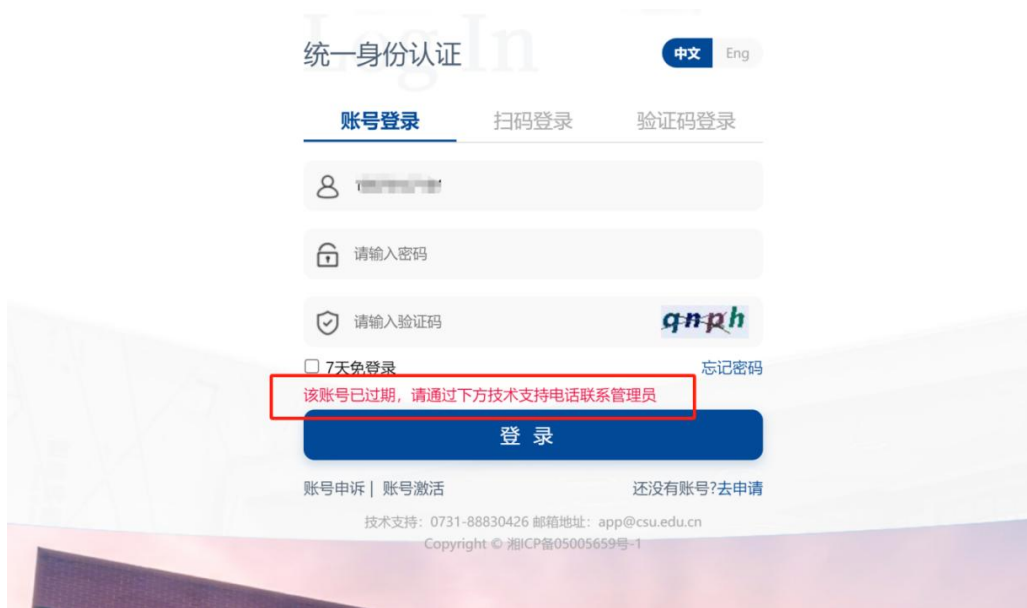 Log In
统一身份认证
中文 Eng
账号登录 扫码登录 验证码登录
请输入密码
请输入验证码 qnph
7天免登录 忘记密码
该账号已过期，请通过下方技术支持电话联系管理员
登 录
账号申诉 | 账号激活 还没有账号?去申请
技术支持：0731-88830426 邮箱地址：app@csu.edu.cn
Copyright © 湘ICP备05005659号-1